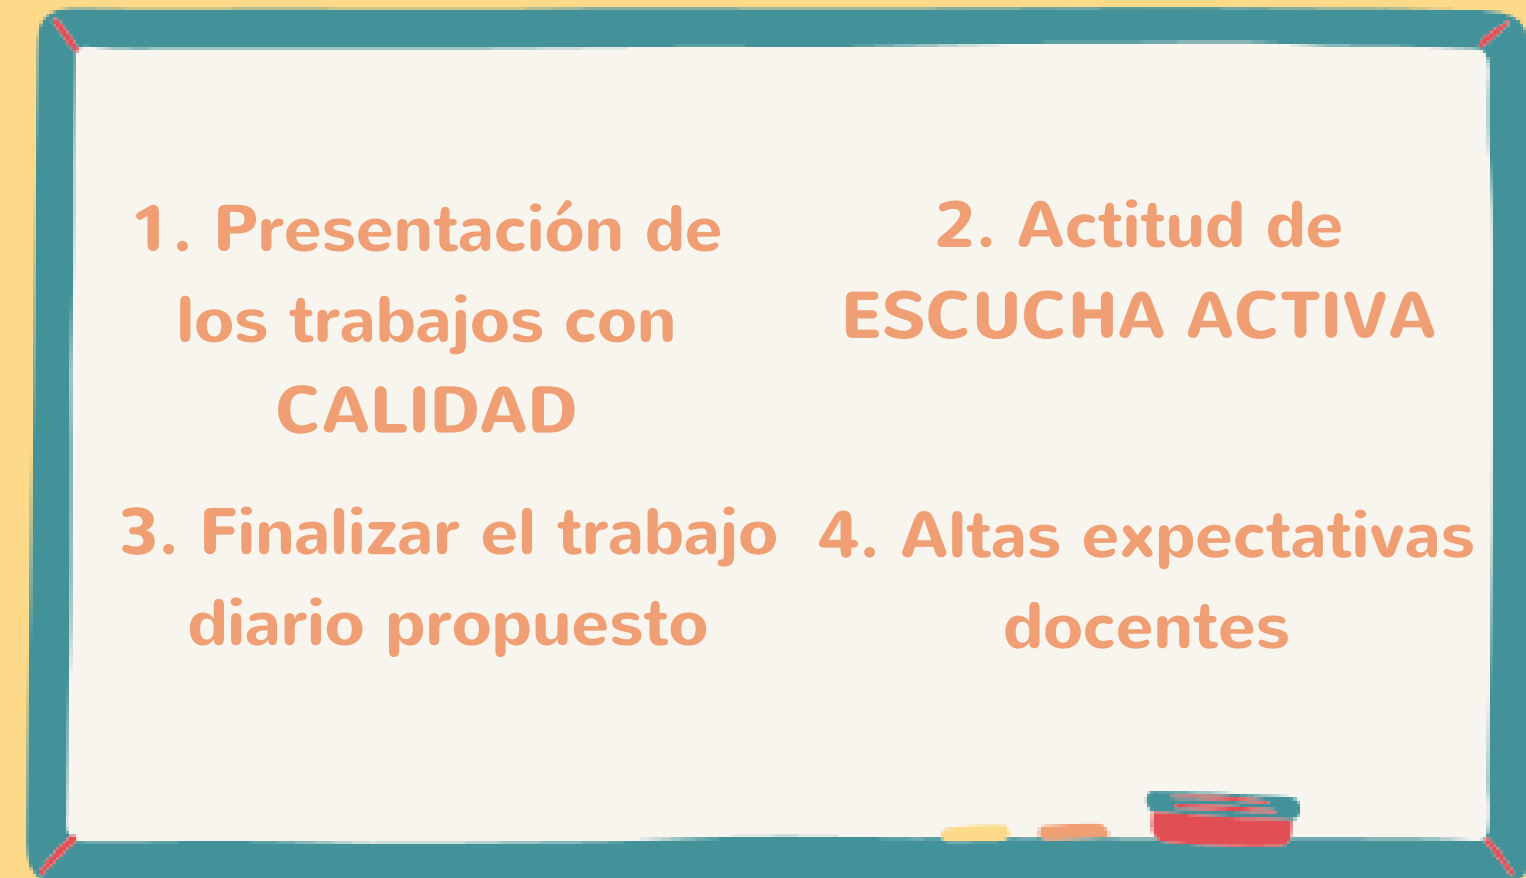 1. Presentación de
los trabajos con
CALIDAD
2. Actitud de
ESCUCHA ACTIVA
3. Finalizar el trabajo
diario propuesto
4. Altas expectativas
docentes